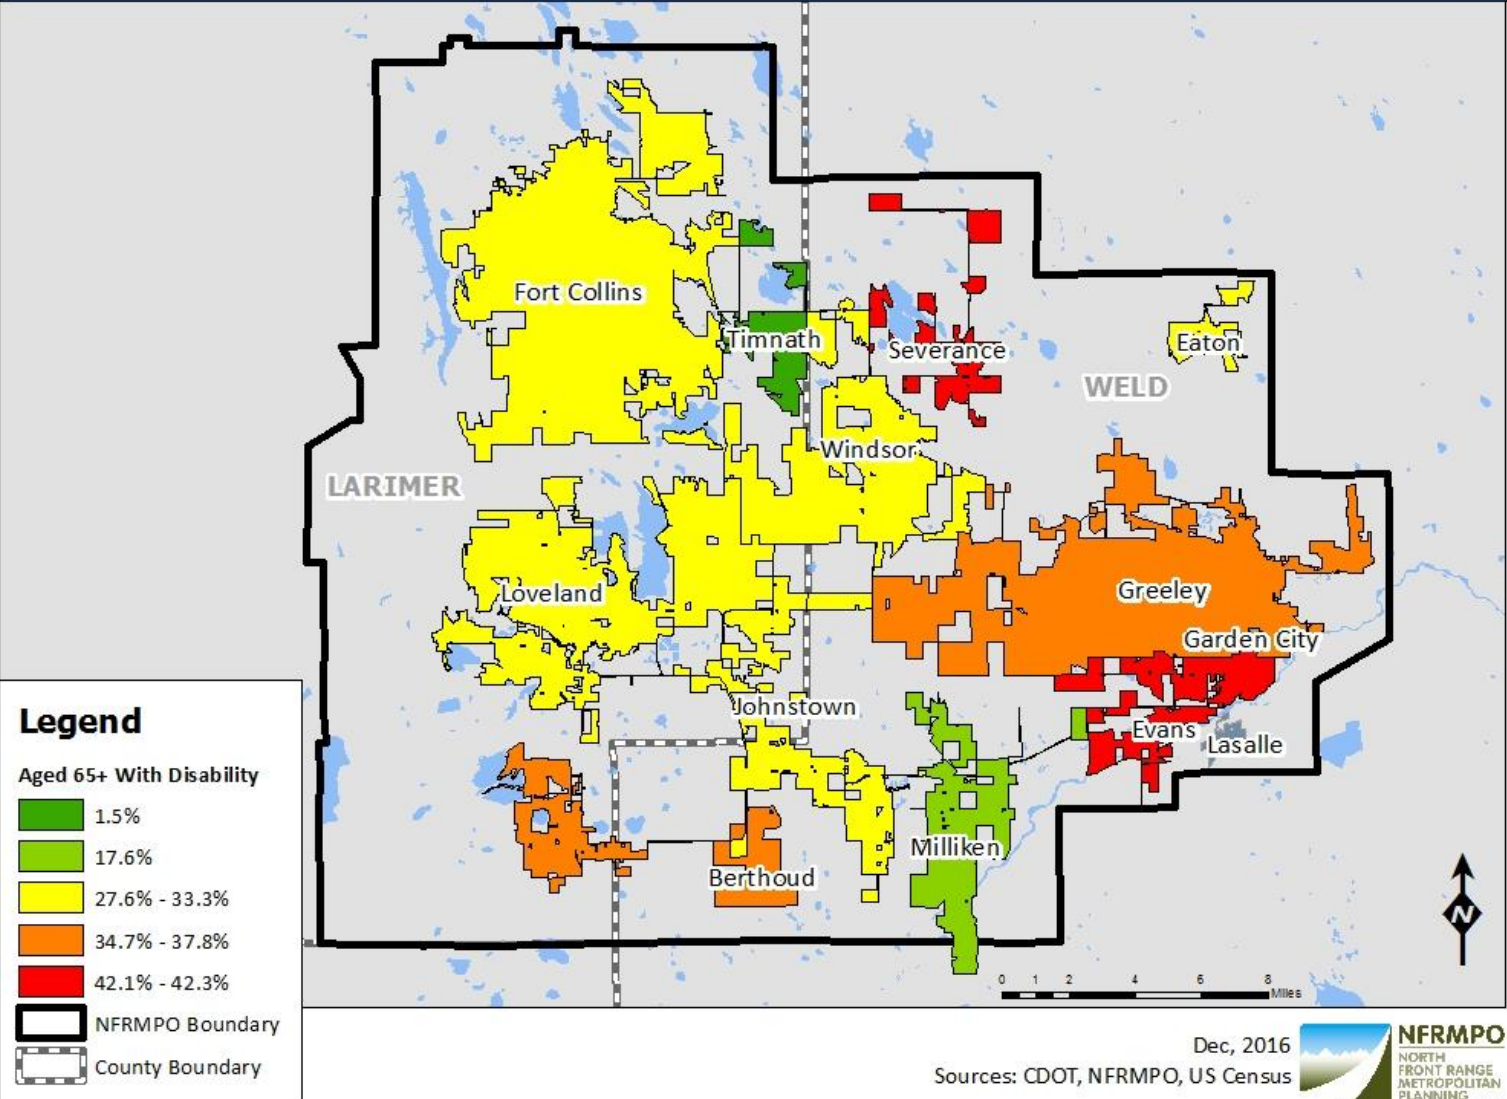 Fort Collins
Timnath
Severance
Eaton
WELD
Windsor
LARIMER
Loveland
Greeley
Garden City
Johnstown
Evans
Lasalle
Milliken
Berthoud
Legend
Aged 65+ With Disability
1.5%
17.6%
27.6% - 33.3%
34.7% - 37.8%
42.1% - 42.3%
NFRMPO Boundary
County Boundary
N
0 1 2 4 6 8
Miles
Dec, 2016
Sources: CDOT, NFRMPO, US Census
NFRMPO
NORTH
FRONT RANGE
METROPOLITAN
PLANNING